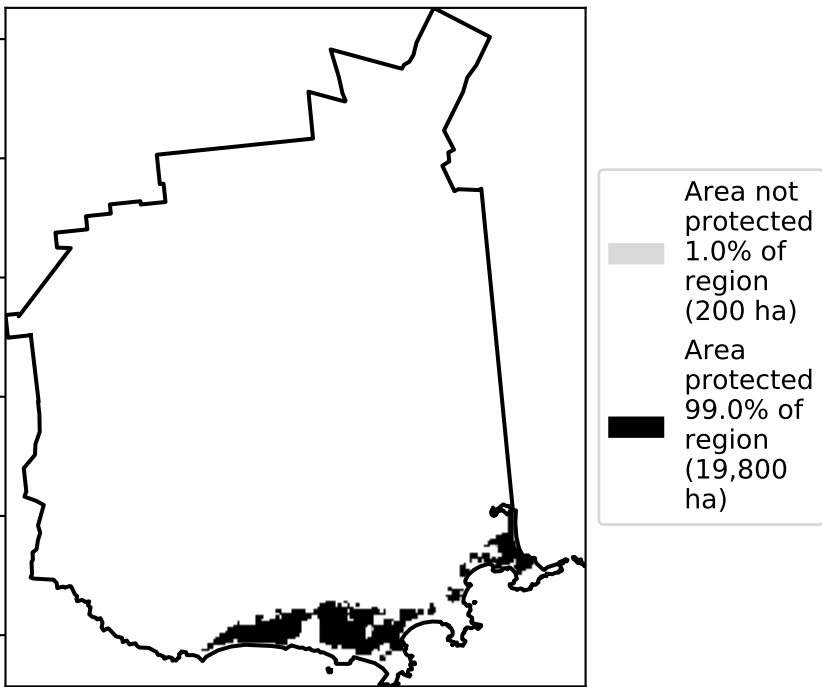 Area not
protected
1.0% of
region
(200 ha)
Area
protected
99.0% of
region
(19,800
ha)